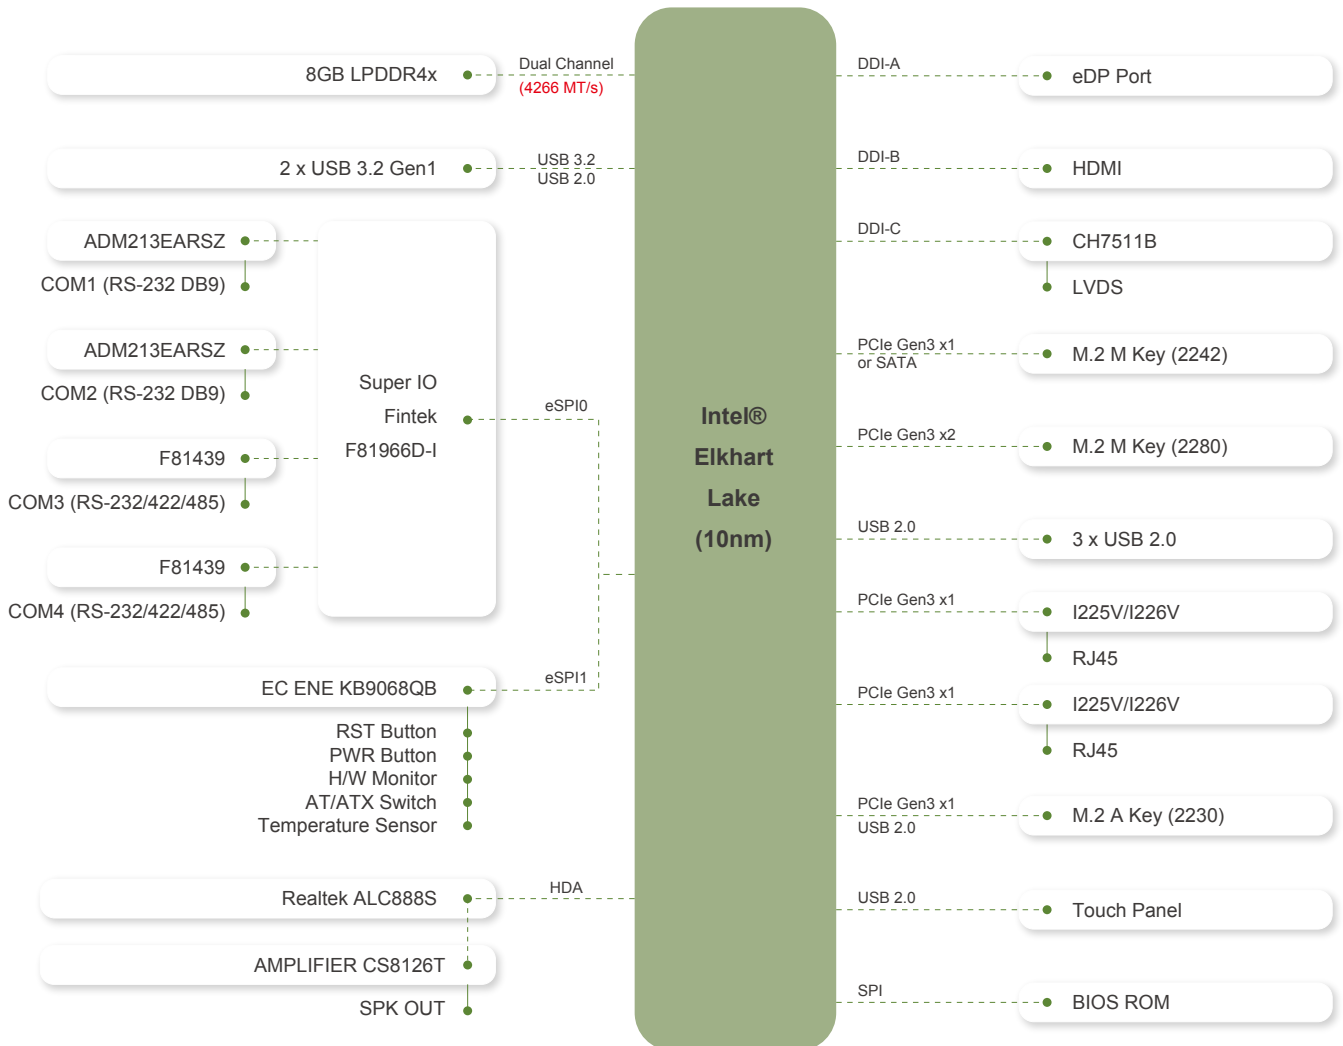 8GB LPDDR4x
Dual Channel
(4266 MT/s)
2 x USB 3.2 Gen1
USB 3.2
USB 2.0
ADM213EARSZ
COM1 (RS-232 DB9)
ADM213EARSZ
COM2 (RS-232 DB9)
F81439
COM3 (RS-232/422/485)
F81439
COM4 (RS-232/422/485)
Super IO
Fintek
F81966D-I
eSPI0
EC ENE KB9068QB
eSPI1
RST Button
PWR Button
H/W Monitor
AT/ATX Switch
Temperature Sensor
Realtek ALC888S
HDA
AMPLIFIER CS8126T
SPK OUT
Intel®
Elkhart
Lake
(10nm)
DDI-A
eDP Port
DDI-B
HDMI
DDI-C
CH7511B
LVDS
PCIe Gen3 x1
or SATA
M.2 M Key (2242)
PCIe Gen3 x2
M.2 M Key (2280)
USB 2.0
3 x USB 2.0
PCIe Gen3 x1
I225V/I226V
RJ45
PCIe Gen3 x1
I225V/I226V
RJ45
PCIe Gen3 x1
USB 2.0
M.2 A Key (2230)
USB 2.0
Touch Panel
SPI
BIOS ROM